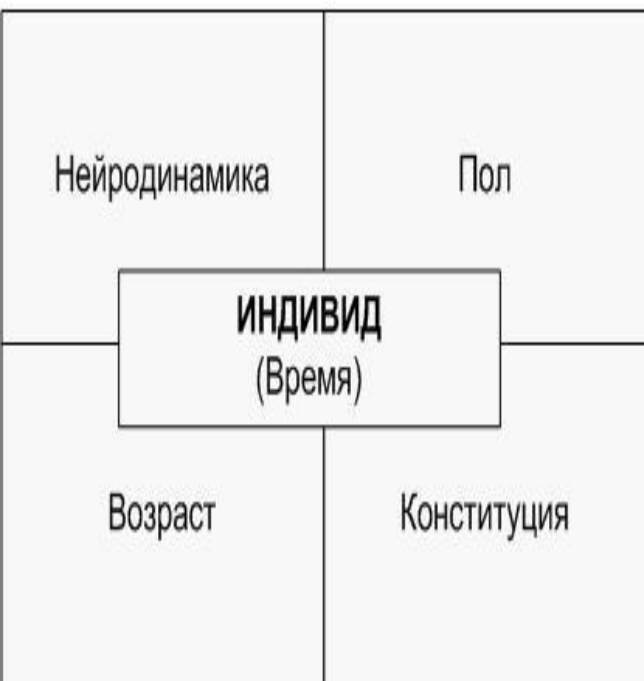 Нейродинамика
Пол
ИНДИВИД
(Время)
Возраст
Конституция